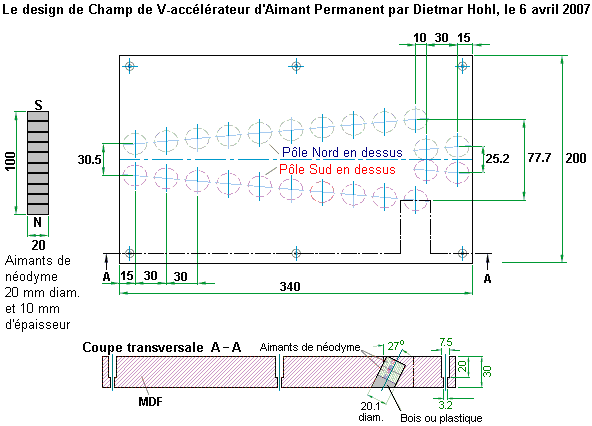 Le design de Champ de V-accélérateur d'Aimant Permanent par Dietmar Hohl, le 6 avril 2007
10 30 15
S
100
N
20
Aimants de
néodyme
20 mm diam.
et 10 mm
d'épaisseur
30.5
Pôle Nord en dessus
Pôle Sud en dessus
25.2
77.7
200
A
A
15 30 30
340
Coupe transversale A – A
Aimants de néodyme
27°
7.5
20
30
MDF
20.1
diam.
Bois ou plastique
3.2